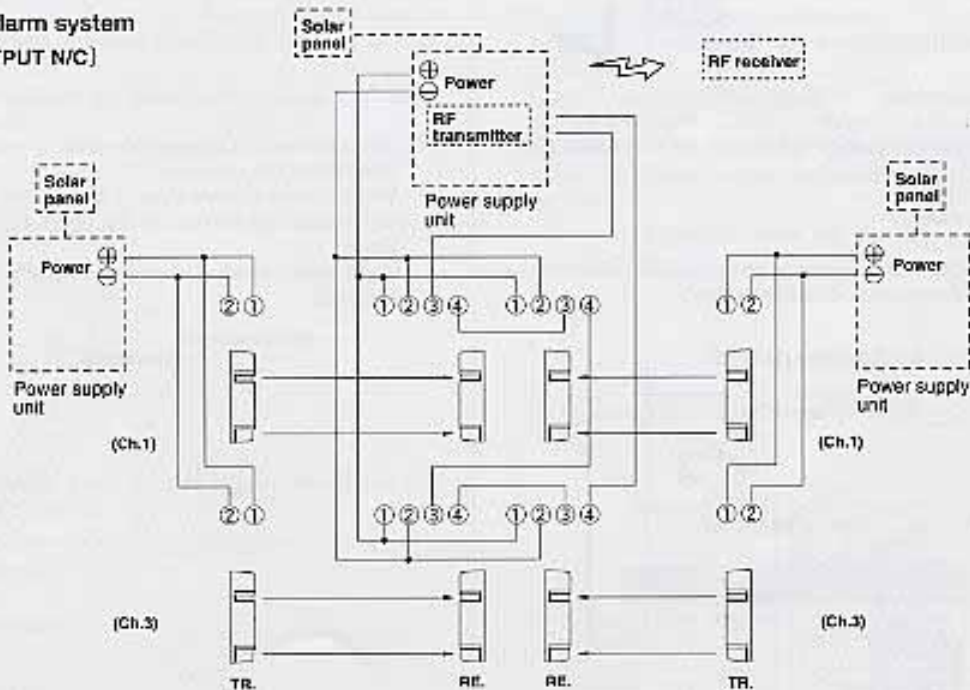 larm system
PUT N/C]
Solar
panel
⊕
⊖ Power
RF
transmitter
RF receiver
Power supply
unit
Solar
panel
Power ⊕
⊖
Power supply
unit
Solar
panel
⊕
⊖ Power
Power supply
unit
② ① ① ② ③ ④ ① ② ③ ④ ① ②
(Ch.1) (Ch.1)
② ① ① ② ③ ④ ① ② ③ ④ ① ②
(Ch.3) (Ch.3)
TR. RE. RE. TR.